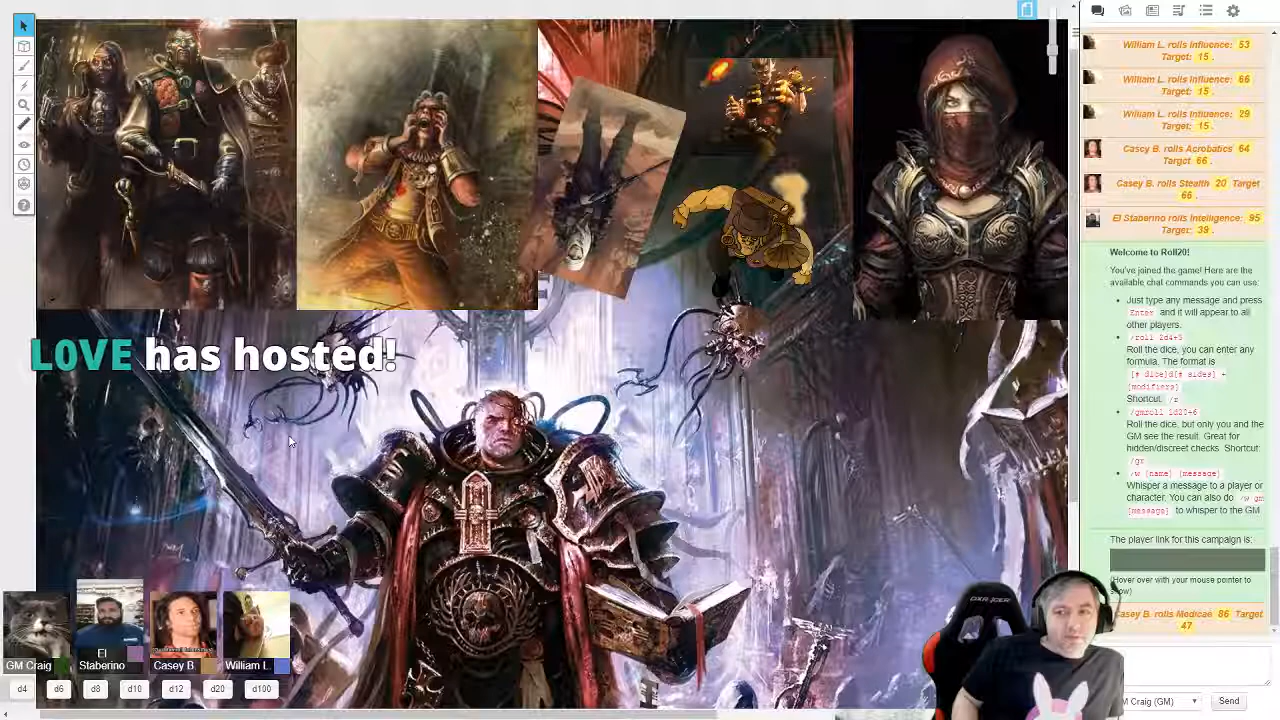 William L. rolls Influence: 53
Target: 15 .
William L. rolls Influence: 66
Target: 15 .
William L. rolls Influence: 29
Target: 15 .
Casey B. rolls Acrobatics 64
Target 66 .
Casey B. rolls Stealth 20 Target
66 .
El Staberino rolls Intelligence: 95
Target: 39 .
Welcome to Roll20!
You've joined the game! Here are the
available chat commands you can use:
Just type any message and press
Enter and it will appear to all
other players.
/roll 2d4+5
Roll the dice, you can enter any
formula. The format is
[# dice]d[# sides] +
[modifiers]
Shortcut: /r
/gmroll 1d20+6
Roll the dice, but only you and the
GM see the result. Great for
hidden/discreet checks. Shortcut:
/gr
/w [name] [message]
Whisper a message to a player or
character. You can also do /w gm
[message] to whisper to the GM
The player link for this campaign is:
(Hover over with your mouse pointer to
Casey B. rolls Medicae 86 Target
47
L0VE has hosted!
GM Craig
El
Staberino
Casey B.
William L.
d4
d6
d8
d10
d12
d20
d100
M Craig (GM)
Send
DXRACER